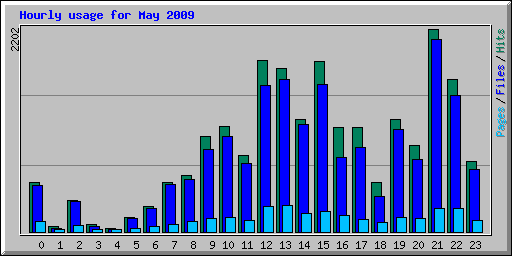 Hourly usage for May 2009
2202
Pages / Files / Hits
0 1 2 3 4 5 6 7 8 9 10 11 12 13 14 15 16 17 18 19 20 21 22 23